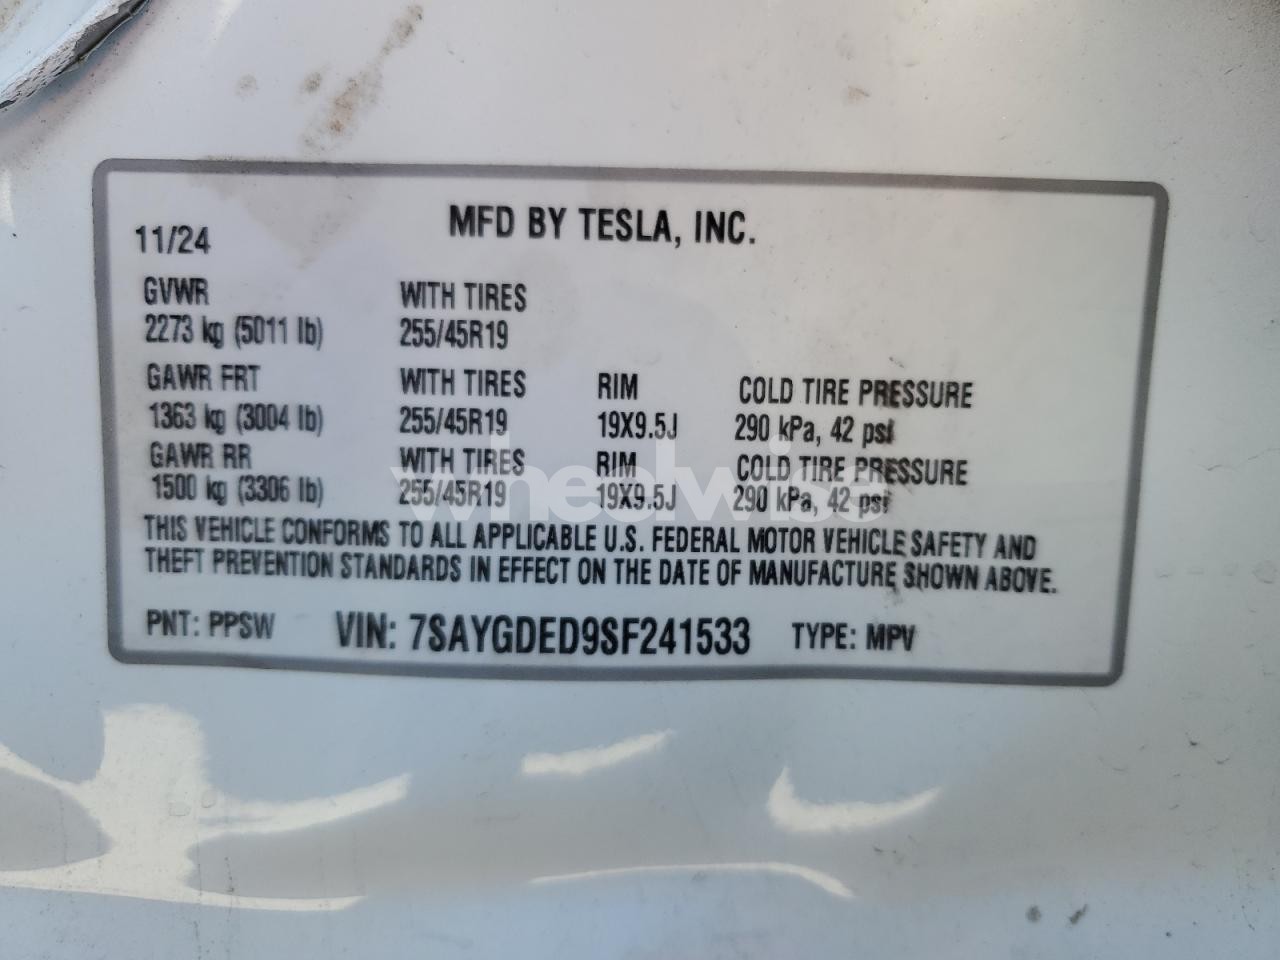 MFD BY TESLA, INC.
11/24
GVWR WITH TIRES
2273 kg (5011 lb) 255/45R19
GAWR FRT WITH TIRES RIM COLD TIRE PRESSURE
1363 kg (3004 lb) 255/45R19 19X9.5J 290 kPa, 42 psi
GAWR RR WITH TIRES RIM COLD TIRE PRESSURE
1500 kg (3306 lb) 255/45R19 19X9.5J 290 kPa, 42 psi
wheelwise
THIS VEHICLE CONFORMS TO ALL APPLICABLE U.S. FEDERAL MOTOR VEHICLE SAFETY AND
THEFT PREVENTION STANDARDS IN EFFECT ON THE DATE OF MANUFACTURE SHOWN ABOVE.
PNT: PPSW VIN: 7SAYGDED9SF241533 TYPE: MPV